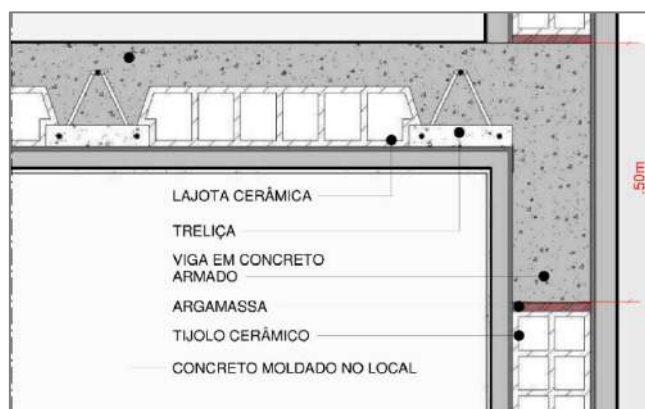 LAJOTA CERÂMICA
TRELIÇA
VIGA EM CONCRETO
ARMADO
ARGAMASSA
TIJOLO CERÂMICO
CONCRETO MOLDADO NO LOCAL
.50m